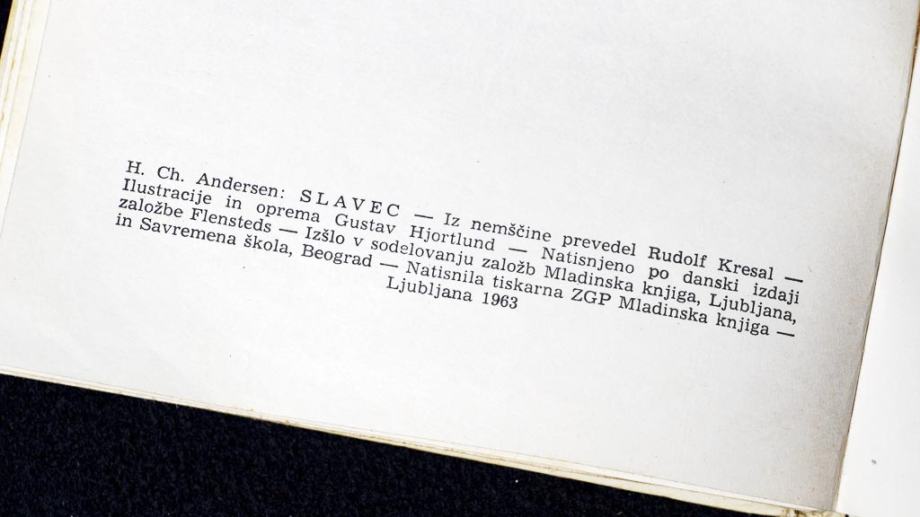 H. Ch. Andersen: SLAVEC — Iz nemščine prevedel Rudolf Kresal —
Ilustracije in oprema Gustav Hjortlund — Natisnjeno po danski izdaji
založbe Flensteds — Izšlo v sodelovanju založb Mladinska knjiga, Ljubljana,
in Savremena škola, Beograd — Natisnila tiskarna ZGP Mladinska knjiga —
Ljubljana 1963